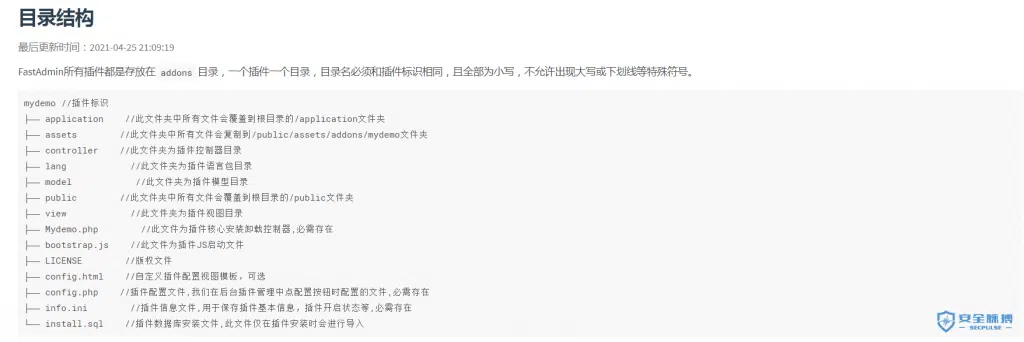 目录结构
最后更新时间：2021-04-25 21:09:19
FastAdmin所有插件都是存放在 addons 目录，一个插件一个目录，目录名必须和插件标识相同，且全部为小写，不允许出现大写或下划线等特殊符号。
mydemo //插件标识
├── application //此文件夹中所有文件会覆盖到根目录的/application文件夹
├── assets //此文件夹中所有文件会复制到/public/assets/addons/mydemo文件夹
├── controller //此文件夹为插件控制器目录
├── lang //此文件夹为插件语言包目录
├── model //此文件夹为插件模型目录
├── public //此文件夹中所有文件会覆盖到根目录的/public文件夹
├── view //此文件夹为插件视图目录
├── Mydemo.php //此文件为插件核心安装卸载控制器,必需存在
├── bootstrap.js //此文件为插件JS启动文件
├── LICENSE //版权文件
├── config.html //自定义插件配置视图模板，可选
├── config.php //插件配置文件,我们在后台插件管理中点配置按钮时配置的文件,必需存在
├── info.ini //插件信息文件,用于保存插件基本信息，插件开启状态等,必需存在
└── install.sql //插件数据库安装文件,此文件仅在插件安装时会进行导入
安全脉搏
SECPULSE